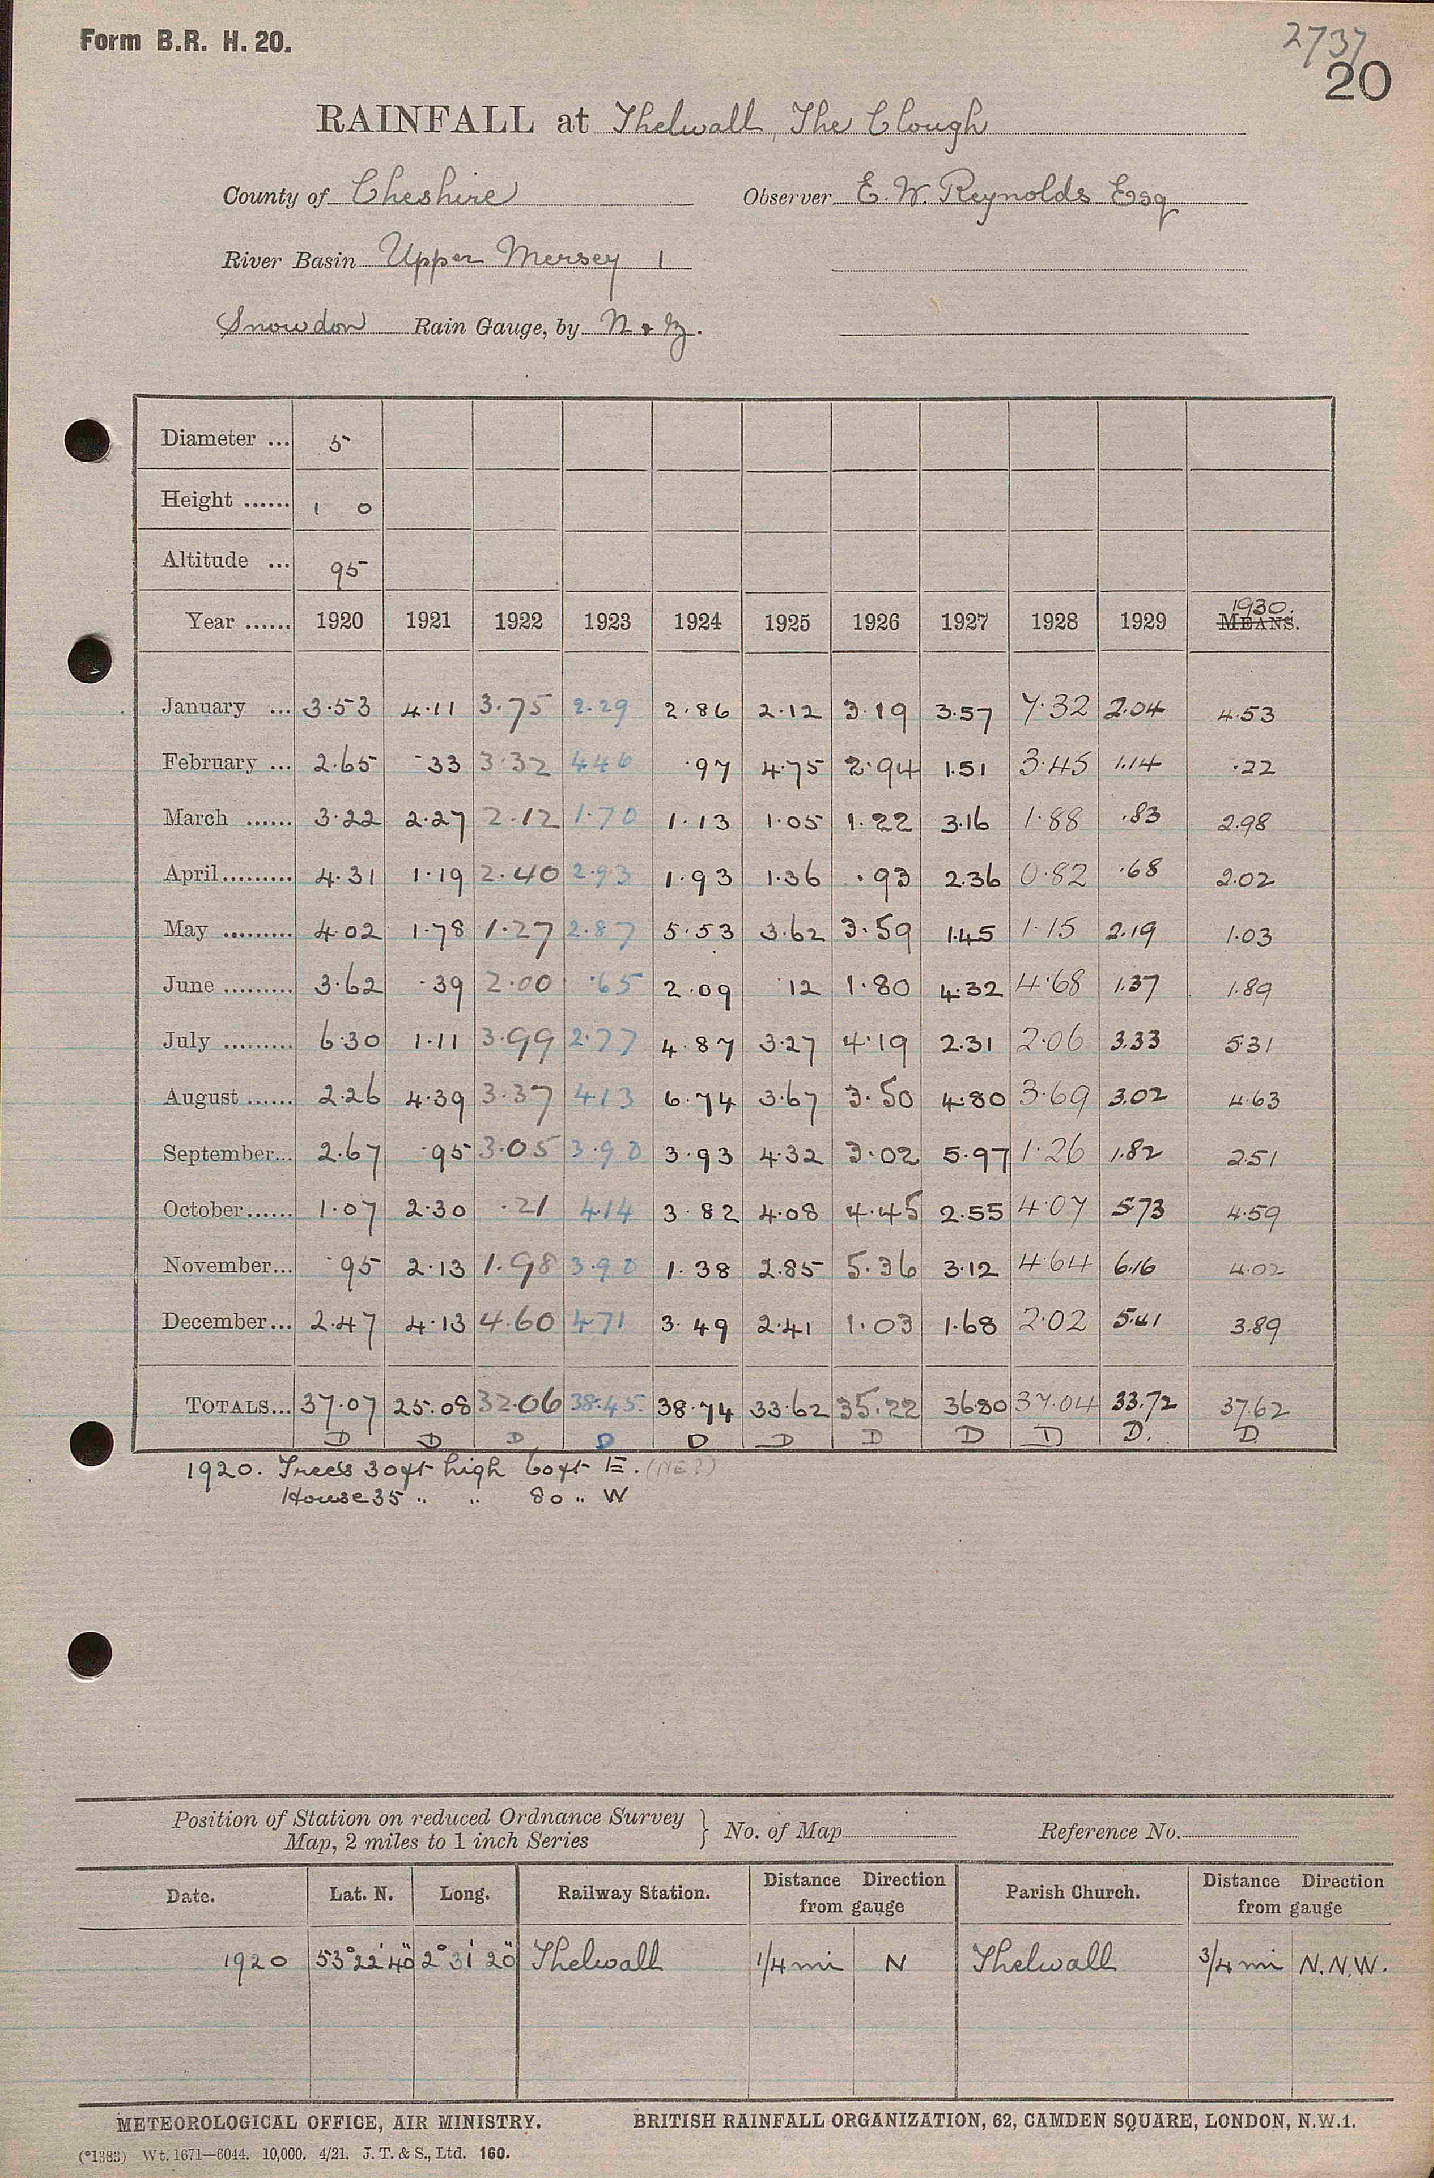 Form B.R. H. 20.
2737
20
RAINFALL at Thelwall, The Clough
County of Cheshire Observer E. W. Reynolds Esq
River Basin Upper Mersey 1
Snowdon Rain Gauge, by N & Z.
Diameter ... 5
Height ...... 1 0
Altitude ... 95
1930.
Year ...... 1920 1921 1922 1923 1924 1925 1926 1927 1928 1929 MEANS.
January ... 3.53 4.11 3.75 2.29 2.86 2.12 3.19 3.57 7.32 2.04 4.53
February ... 2.65 .33 3.32 4.46 .97 4.75 2.94 1.51 3.45 1.14 .22
March ...... 3.22 2.27 2.12 1.70 1.13 1.05 1.22 3.16 1.88 .83 2.98
April......... 4.31 1.19 2.40 2.93 1.93 1.36 .93 2.36 0.82 .68 2.02
May ......... 4.02 1.78 1.27 2.87 5.53 3.62 3.59 1.45 1.15 2.19 1.03
June ......... 3.62 .39 2.00 .65 2.09 .12 1.80 4.32 4.68 1.37 1.89
July ......... 6.30 1.11 3.99 2.77 4.87 3.27 4.19 2.31 2.06 3.33 5.31
August ...... 2.26 4.39 3.37 4.13 6.74 3.67 3.50 4.80 3.69 3.02 4.63
September... 2.67 .95 3.05 3.90 3.93 4.32 3.02 5.97 1.26 1.82 2.51
October...... 1.07 2.30 .21 4.14 3.82 4.08 4.45 2.55 4.07 5.73 4.59
November... .95 2.13 1.98 3.90 1.38 2.85 5.36 3.12 4.64 6.16 4.02
December... 2.47 4.13 4.60 4.71 3.49 2.41 1.03 1.68 2.02 5.41 3.89
TOTALS... 37.07 25.08 32.06 38.45 38.74 33.62 35.22 36.80 37.04 33.72 37.62
D D D D D D D D D D. D
1920. Trees 30ft high 60ft E. (NE?)
House 35 " " 80 " W
Position of Station on reduced Ordnance Survey
Map, 2 miles to 1 inch Series } No. of Map Reference No.
Date. Lat. N. Long. Railway Station. Distance Direction from gauge Parish Church. Distance Direction from gauge
1920 53° 22' 40" 2° 31' 20" Thelwall 1/4 mi N Thelwall 3/4 mi N.N.W.
METEOROLOGICAL OFFICE, AIR MINISTRY. BRITISH RAINFALL ORGANIZATION, 62, CAMDEN SQUARE, LONDON, N.W.1.
(*1383) Wt. 1671—6044. 10,000. 4/21. J. T. & S., Ltd. 160.